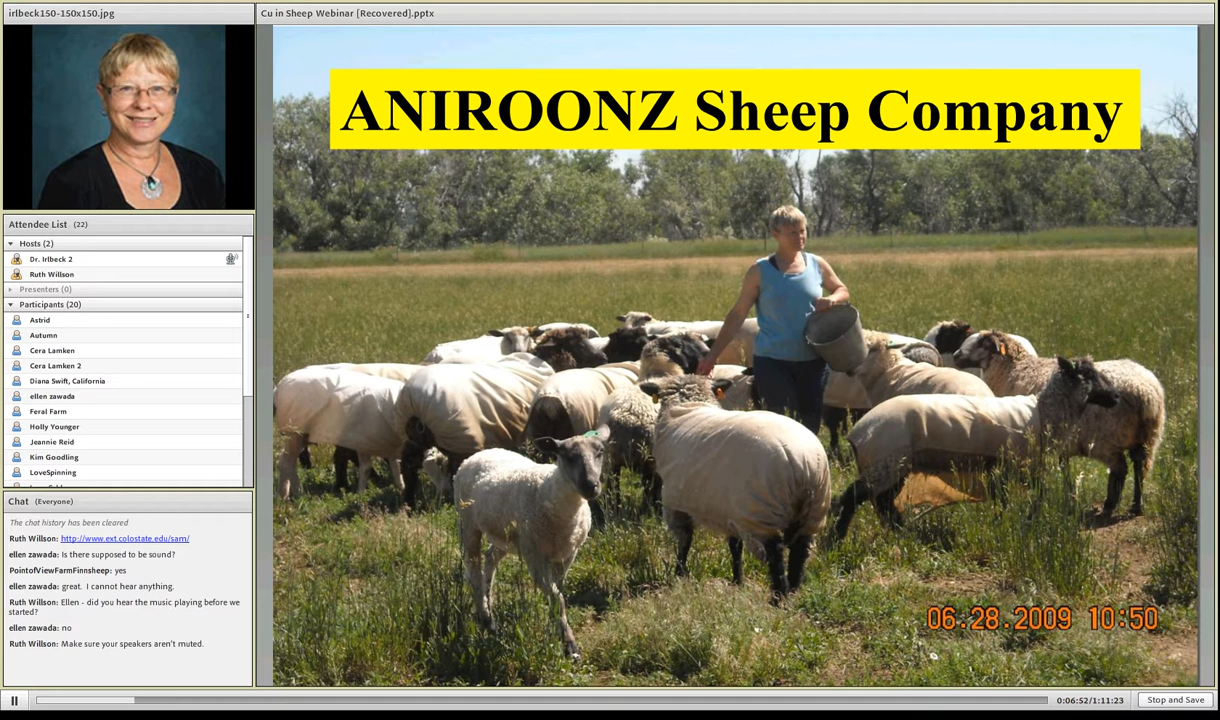 irlbeck150-150x150.jpg
Cu in Sheep Webinar [Recovered].pptx
ANIROONZ Sheep Company
06.28.2009 10:50
Attendee List (22)
Hosts (2)
Dr. Irlbeck 2
Ruth Willson
Presenters (0)
Participants (20)
Astrid
Autumn
Cera Lamken
Cera Lamken 2
Diana Swift, California
ellen zawada
Feral Farm
Holly Younger
Jeannie Reid
Kim Goodling
LoveSpinning
Chat (Everyone)
The chat history has been cleared
Ruth Willson: http://www.ext.colostate.edu/sam/
ellen zawada: Is there supposed to be sound?
PointofViewFarmFinnsheep: yes
ellen zawada: great. I cannot hear anything.
Ruth Willson: Ellen - did you hear the music playing before we
started?
ellen zawada: no
Ruth Willson: Make sure your speakers aren't muted.
0:06:52/1:11:23
Stop and Save